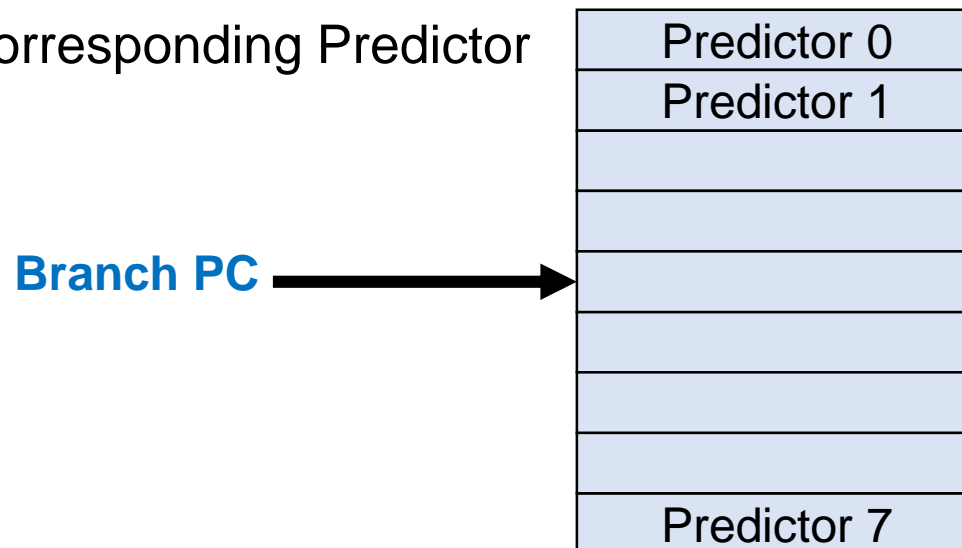 orresponding Predictor
Predictor 0
Predictor 1
Branch PC
Predictor 7